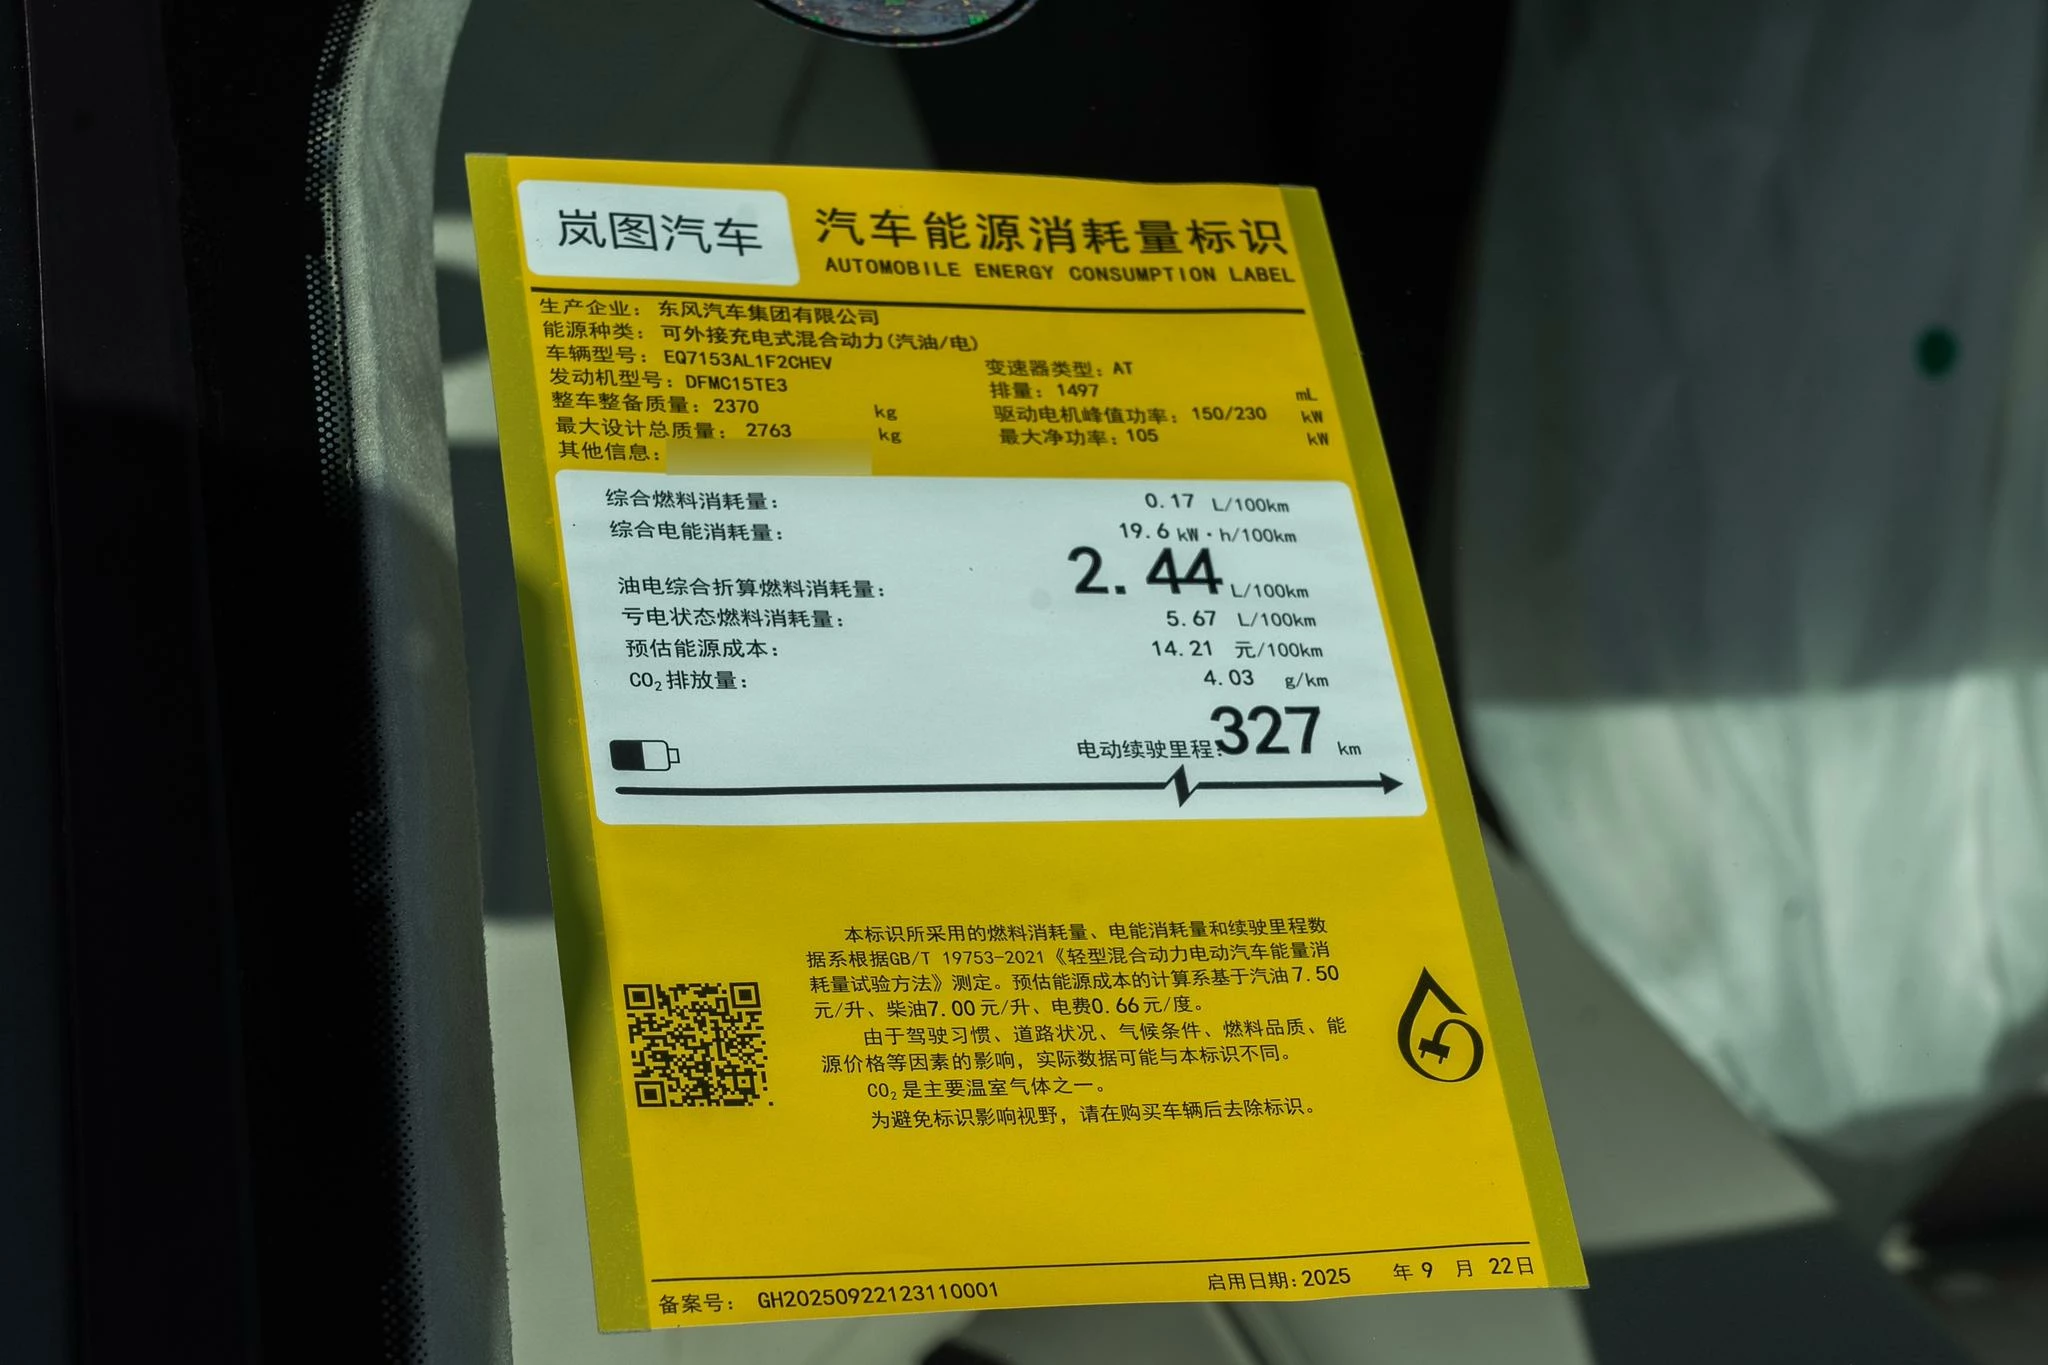 岚图汽车
汽车能源消耗量标识
AUTOMOBILE ENERGY CONSUMPTION LABEL
生产企业：东风汽车集团有限公司
能源种类：可外接充电式混合动力(汽油/电)
车辆型号：EQ7153AL1F2CHEV 变速器类型：AT
发动机型号：DFMC15TE3 排量：1497 mL
整车整备质量：2370 kg 驱动电机峰值功率：150/230 kW
最大设计总质量：2763 kg 最大净功率：105 kW
其他信息：
综合燃料消耗量： 0.17 L/100km
综合电能消耗量： 19.6 kW·h/100km
油电综合折算燃料消耗量： 2.44 L/100km
亏电状态燃料消耗量： 5.67 L/100km
预估能源成本： 14.21 元/100km
CO₂排放量： 4.03 g/km
电动续驶里程：327 km
本标识所采用的燃料消耗量、电能消耗量和续驶里程数
据系根据GB/T 19753-2021《轻型混合动力电动汽车能量消
耗量试验方法》测定。预估能源成本的计算系基于汽油7.50
元/升、柴油7.00元/升、电费0.66元/度。
由于驾驶习惯、道路状况、气候条件、燃料品质、能
源价格等因素的影响，实际数据可能与本标识不同。
CO₂是主要温室气体之一。
为避免标识影响视野，请在购买车辆后去除标识。
备案号：GH20250922123110001 启用日期：2025 年 9 月 22日